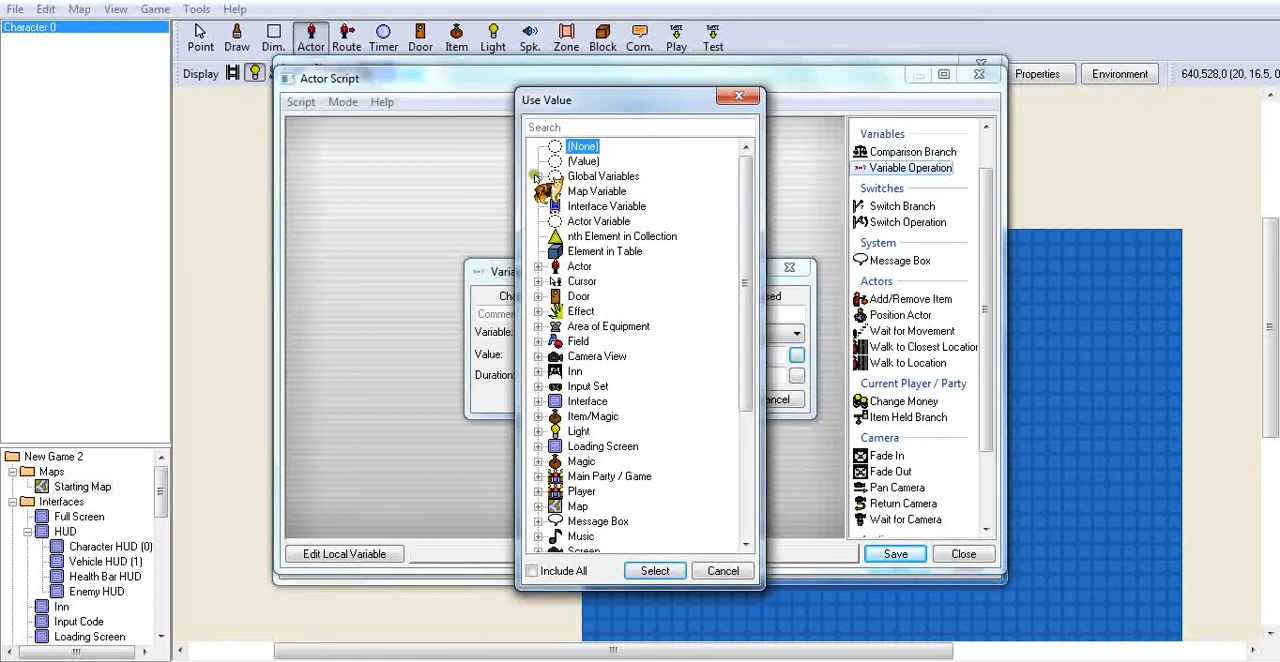 File Edit Map View Game Tools Help
Character 0
Point Draw Dim. Actor Route Timer Door Item Light Spk. Zone Block Com. Play Test
Display
Properties Environment 640,528,0 (20, 16.5, 0
Actor Script
Script Mode Help
Use Value
Search
(None)
(Value)
Global Variables
Map Variable
Interface Variable
Actor Variable
nth Element in Collection
Element in Table
Actor
Cursor
Door
Effect
Area of Equipment
Field
Camera View
Inn
Input Set
Interface
Item/Magic
Light
Loading Screen
Magic
Main Party / Game
Player
Map
Message Box
Music
Screen
Include All Select Cancel
Comme
Variable:
Value:
Duration:
Variables
Comparison Branch
Variable Operation
Switches
Switch Branch
Switch Operation
System
Message Box
Actors
Add/Remove Item
Position Actor
Wait for Movement
Walk to Closest Location
Walk to Location
Current Player / Party
Change Money
Item Held Branch
Camera
Fade In
Fade Out
Pan Camera
Return Camera
Wait for Camera
Edit Local Variable Save Close
New Game 2
Maps
Starting Map
Interfaces
Full Screen
HUD
Character HUD (0)
Vehicle HUD (1)
Health Bar HUD
Enemy HUD
Inn
Input Code
Loading Screen